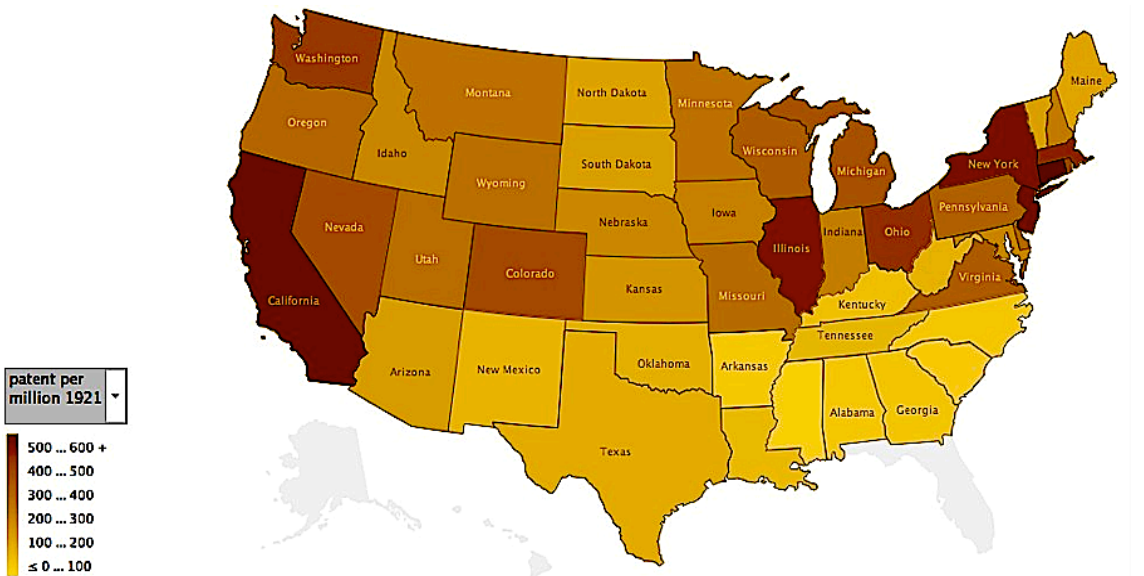 Washington
Maine
Montana
North Dakota
Minnesota
Oregon
Wisconsin
Idaho
South Dakota
New York
Michigan
Wyoming
Pennsylvania
Iowa
Nebraska
Nevada
Indiana
Ohio
Illinois
Utah
Colorado
Virginia
Kansas
Missouri
California
Kentucky
Tennessee
Oklahoma
Arkansas
New Mexico
Arizona
patent per
million 1921
Alabama
Georgia
Texas
500 ... 600 +
400 ... 500
300 ... 400
200 ... 300
100 ... 200
≤ 0 ... 100